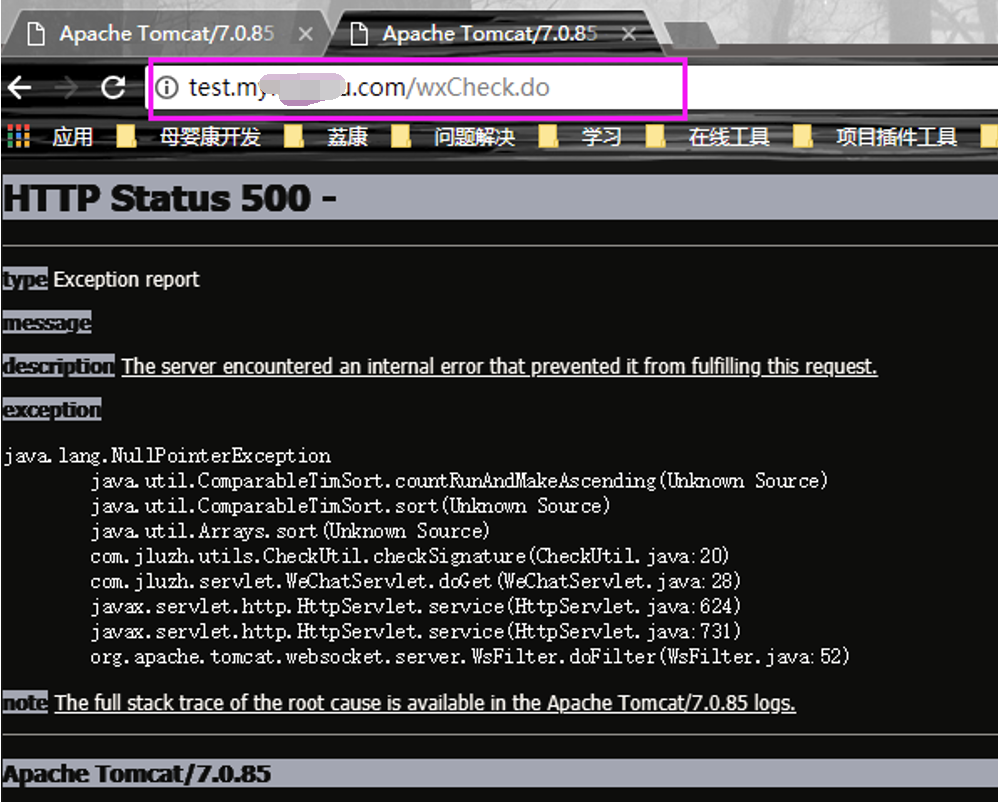 Apache Tomcat/7.0.85 Apache Tomcat/7.0.85
test.my u.com/wxCheck.do
应用 母婴康开发 荔康 问题解决 学习 在线工具 项目插件工具
HTTP Status 500 -
type Exception report
message
description The server encountered an internal error that prevented it from fulfilling this request.
exception
java.lang.NullPointerException
java.util.ComparableTimSort.countRunAndMakeAscending(Unknown Source)
java.util.ComparableTimSort.sort(Unknown Source)
java.util.Arrays.sort(Unknown Source)
com.jluzh.utils.CheckUtil.checkSignature(CheckUtil.java:20)
com.jluzh.servlet.WeChatServlet.doGet(WeChatServlet.java:28)
javax.servlet.http.HttpServlet.service(HttpServlet.java:624)
javax.servlet.http.HttpServlet.service(HttpServlet.java:731)
org.apache.tomcat.websocket.server.WsFilter.doFilter(WsFilter.java:52)
note The full stack trace of the root cause is available in the Apache Tomcat/7.0.85 logs.
Apache Tomcat/7.0.85